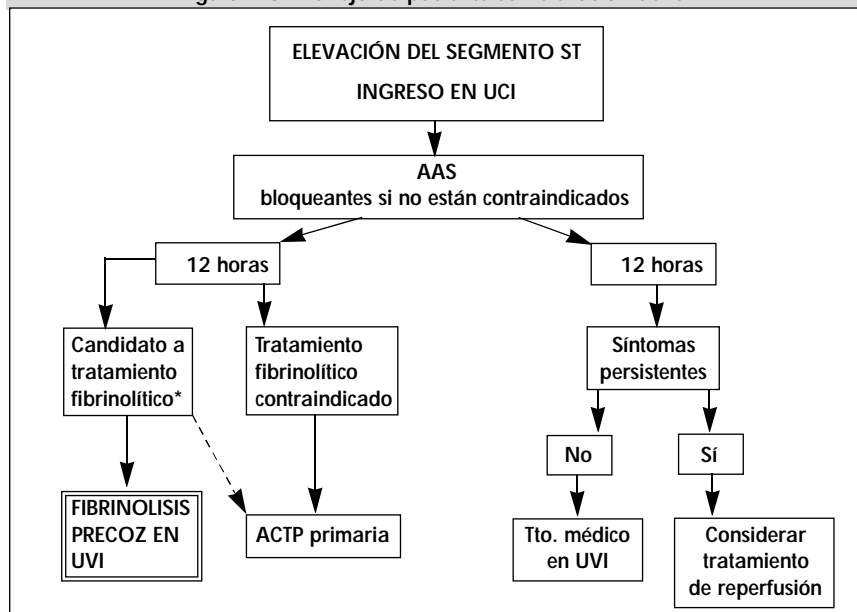 ELEVACIÓN DEL SEGMENTO ST
INGRESO EN UCI
AAS
bloqueantes si no están contraindicados
12 horas
12 horas
Candidato a
tratamiento
fibrinolítico*
Tratamiento
fibrinolítico
contraindicado
Síntomas
persistentes
No
Sí
FIBRINOLISIS
PRECOZ EN
UVI
ACTP primaria
Tto. médico
en UVI
Considerar
tratamiento
de reperfusión